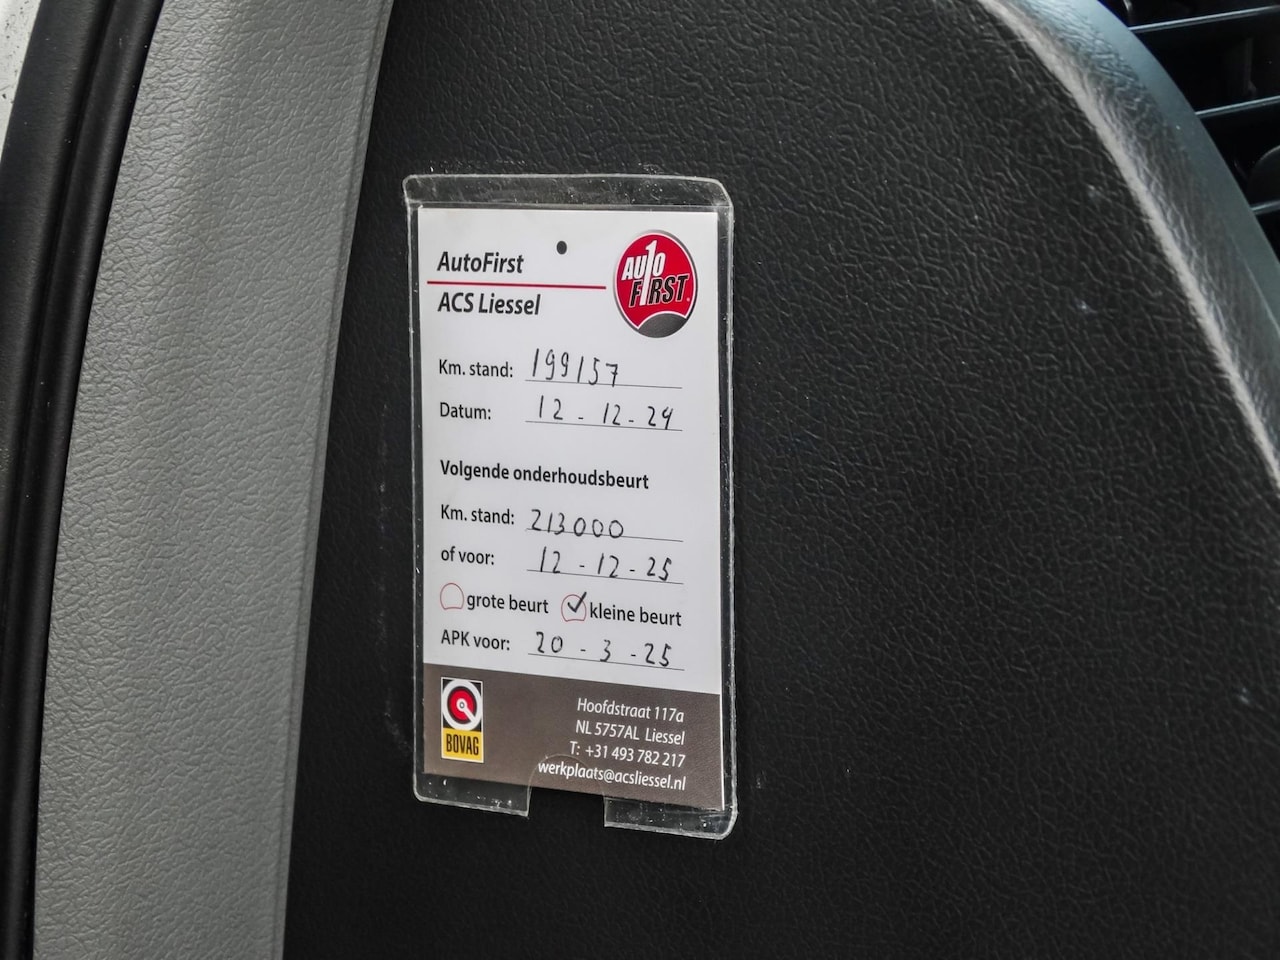 AutoFirst
ACS Liessel
AUTO
FIRST
Km. stand: 199157
Datum: 12 - 12 - 24
Volgende onderhoudsbeurt
Km. stand: 213000
of voor: 12 - 12 - 25
grote beurt ✓ kleine beurt
APK voor: 20 - 3 - 25
BOVAG
Hoofdstraat 117a
NL 5757AL Liessel
T: +31 493 782 217
werkplaats@acsliessel.nl